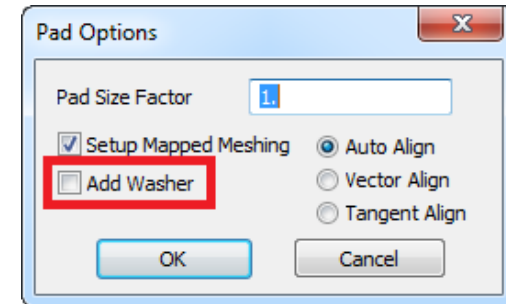 Pad Options
Pad Size Factor 1.
Setup Mapped Meshing Auto Align
Add Washer Vector Align
Tangent Align
OK Cancel